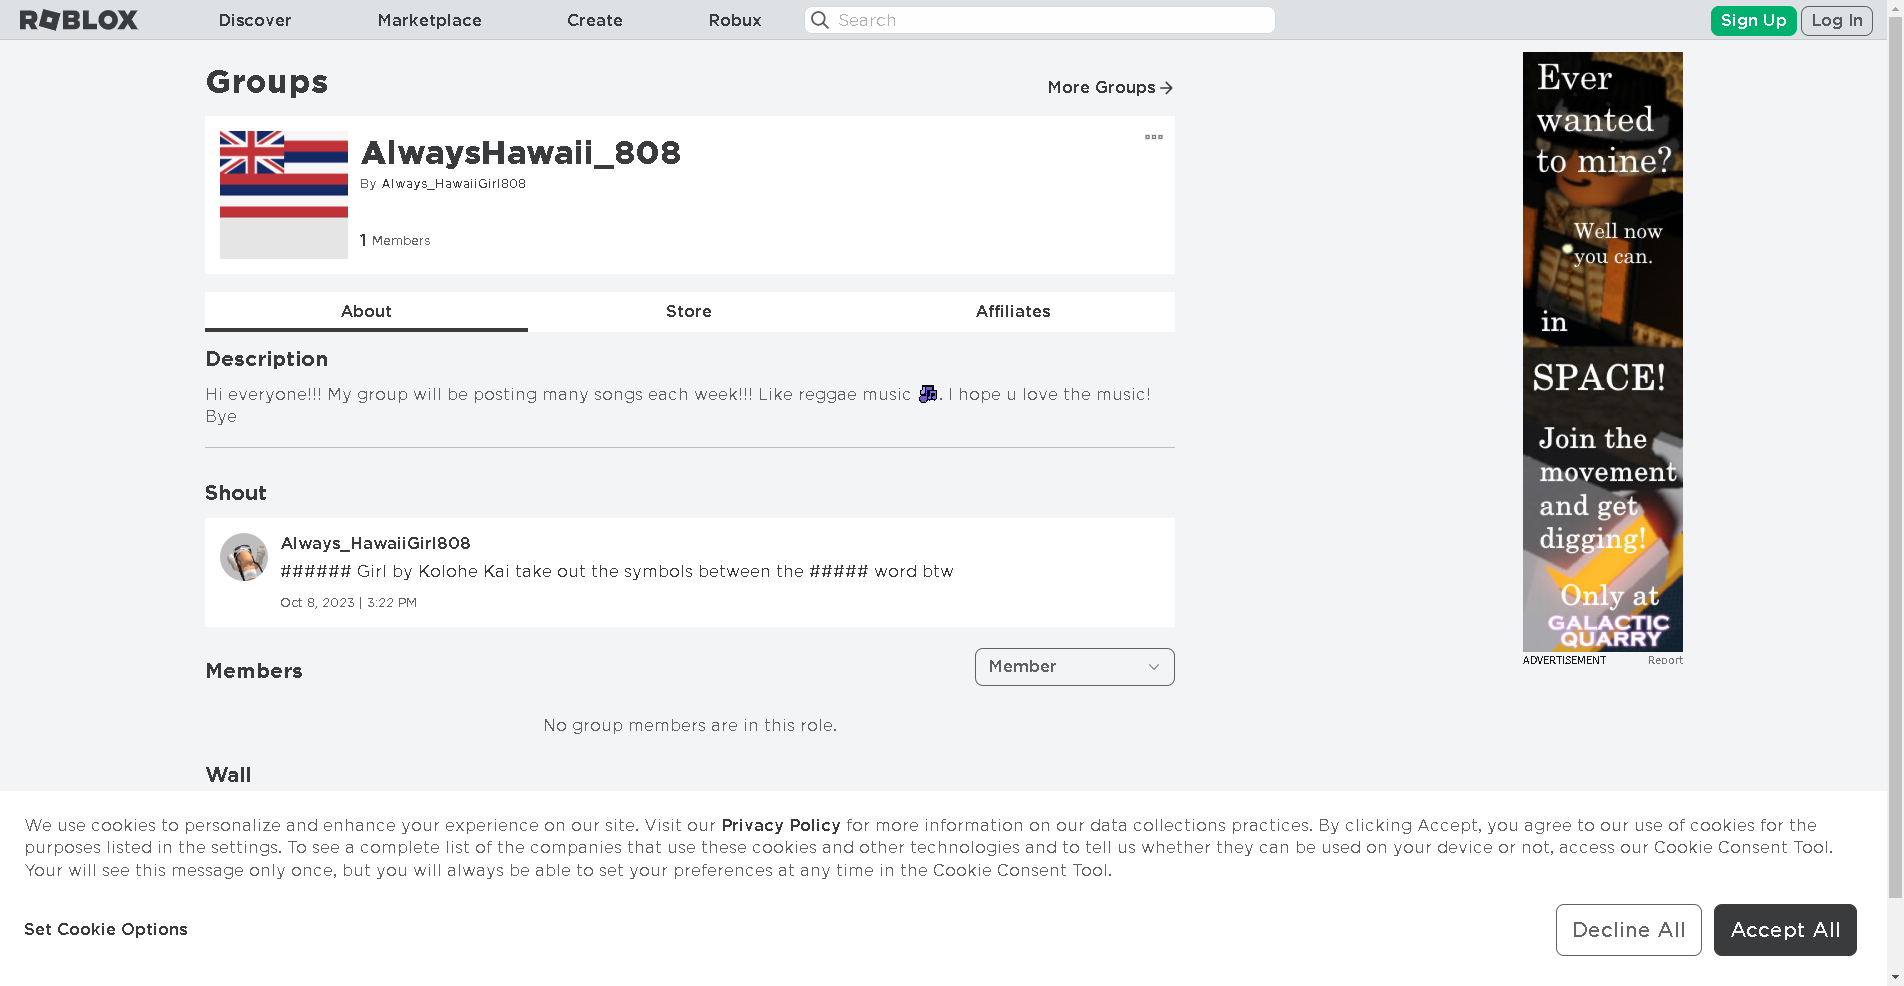 ROBLOX
Discover
Marketplace
Create
Robux
Search
Sign Up
Log In
Groups
More Groups
AlwaysHawaii_808
By Always_HawaiiGirl808
1 Members
About
Store
Affiliates
Description
Hi everyone!!! My group will be posting many songs each week!!! Like reggae music 🎵. I hope u love the music!
Bye
Shout
Always_HawaiiGirl808
###### Girl by Kolohe Kai take out the symbols between the ##### word btw
Oct 8, 2023 | 3:22 PM
Members
Member
No group members are in this role.
Wall
Ever
wanted
to mine?
Well now
you can.
in
SPACE!
Join the
movement
and get
digging!
Only at
GALACTIC
QUARRY
ADVERTISEMENT
Report
We use cookies to personalize and enhance your experience on our site. Visit our Privacy Policy for more information on our data collections practices. By clicking Accept, you agree to our use of cookies for the
purposes listed in the settings. To see a complete list of the companies that use these cookies and other technologies and to tell us whether they can be used on your device or not, access our Cookie Consent Tool.
Your will see this message only once, but you will always be able to set your preferences at any time in the Cookie Consent Tool.
Set Cookie Options
Decline All
Accept All